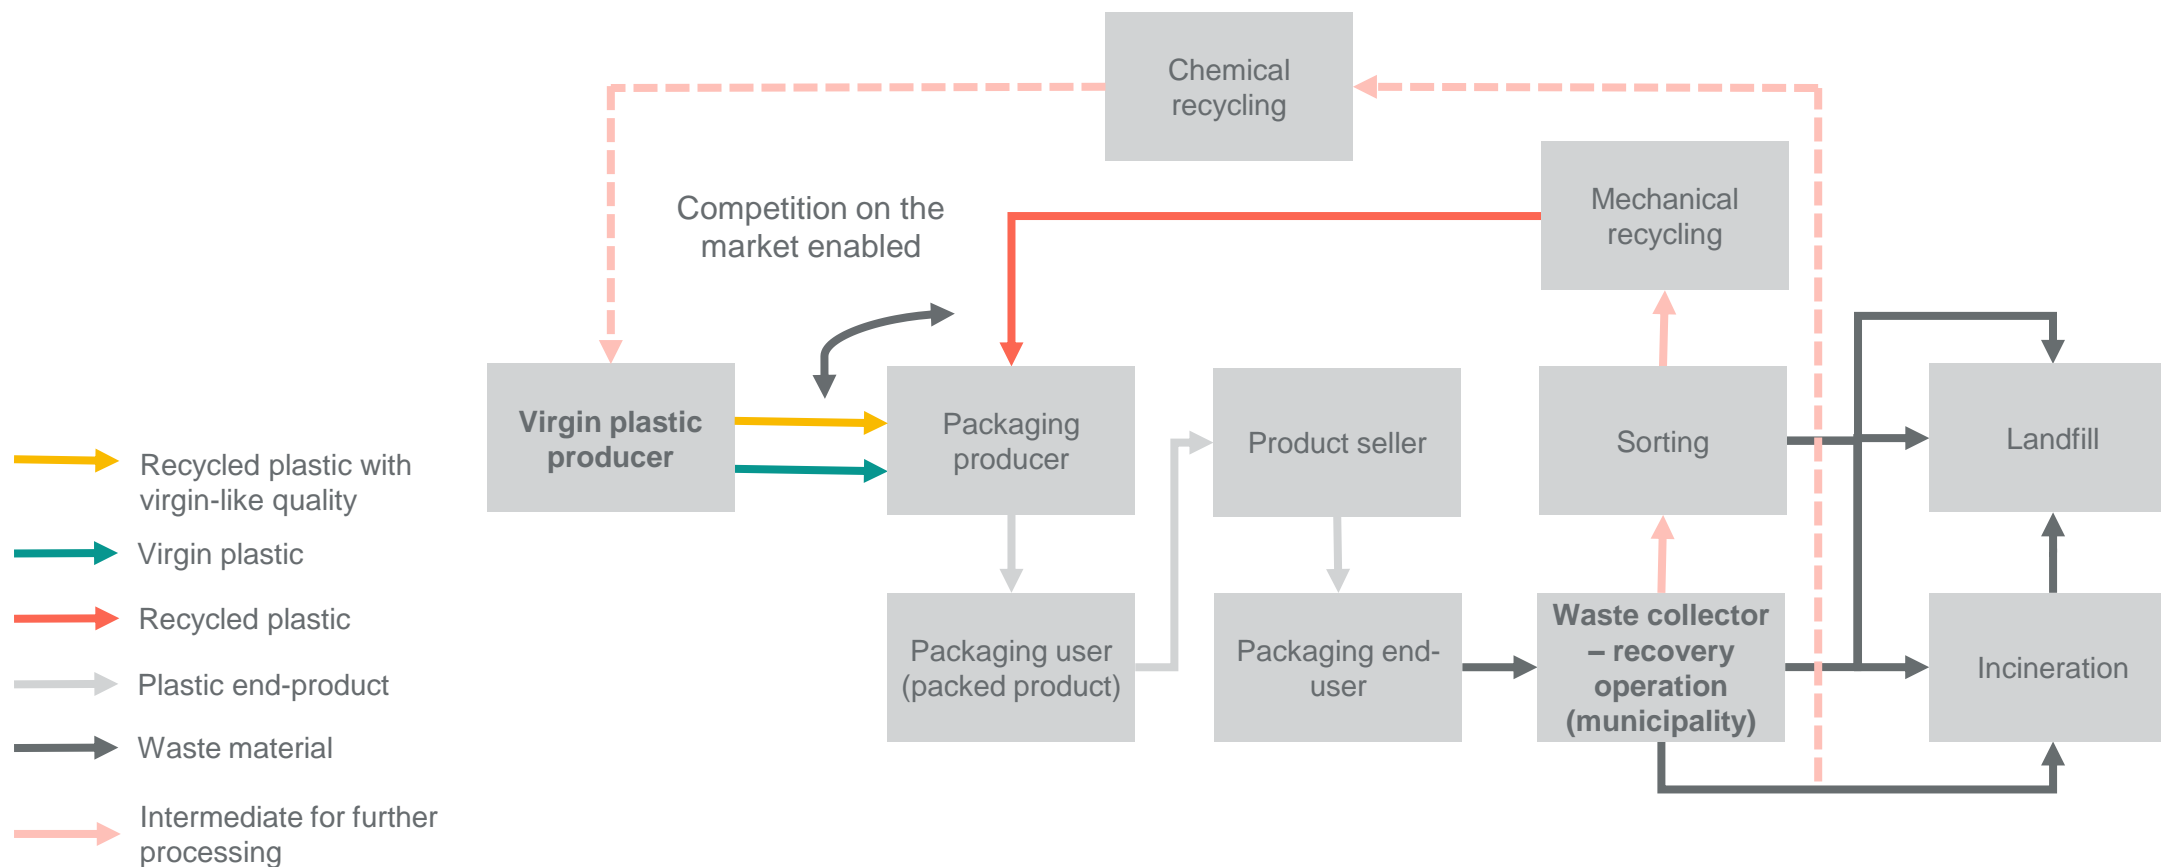 Chemical
recycling
Mechanical
recycling
Competition on the
market enabled
Virgin plastic
producer
Packaging
producer
Product seller
Sorting
Landfill
Packaging user
(packed product)
Packaging end-
user
Waste collector
– recovery
operation
(municipality)
Incineration
Recycled plastic with
virgin-like quality
Virgin plastic
Recycled plastic
Plastic end-product
Waste material
Intermediate for further
processing